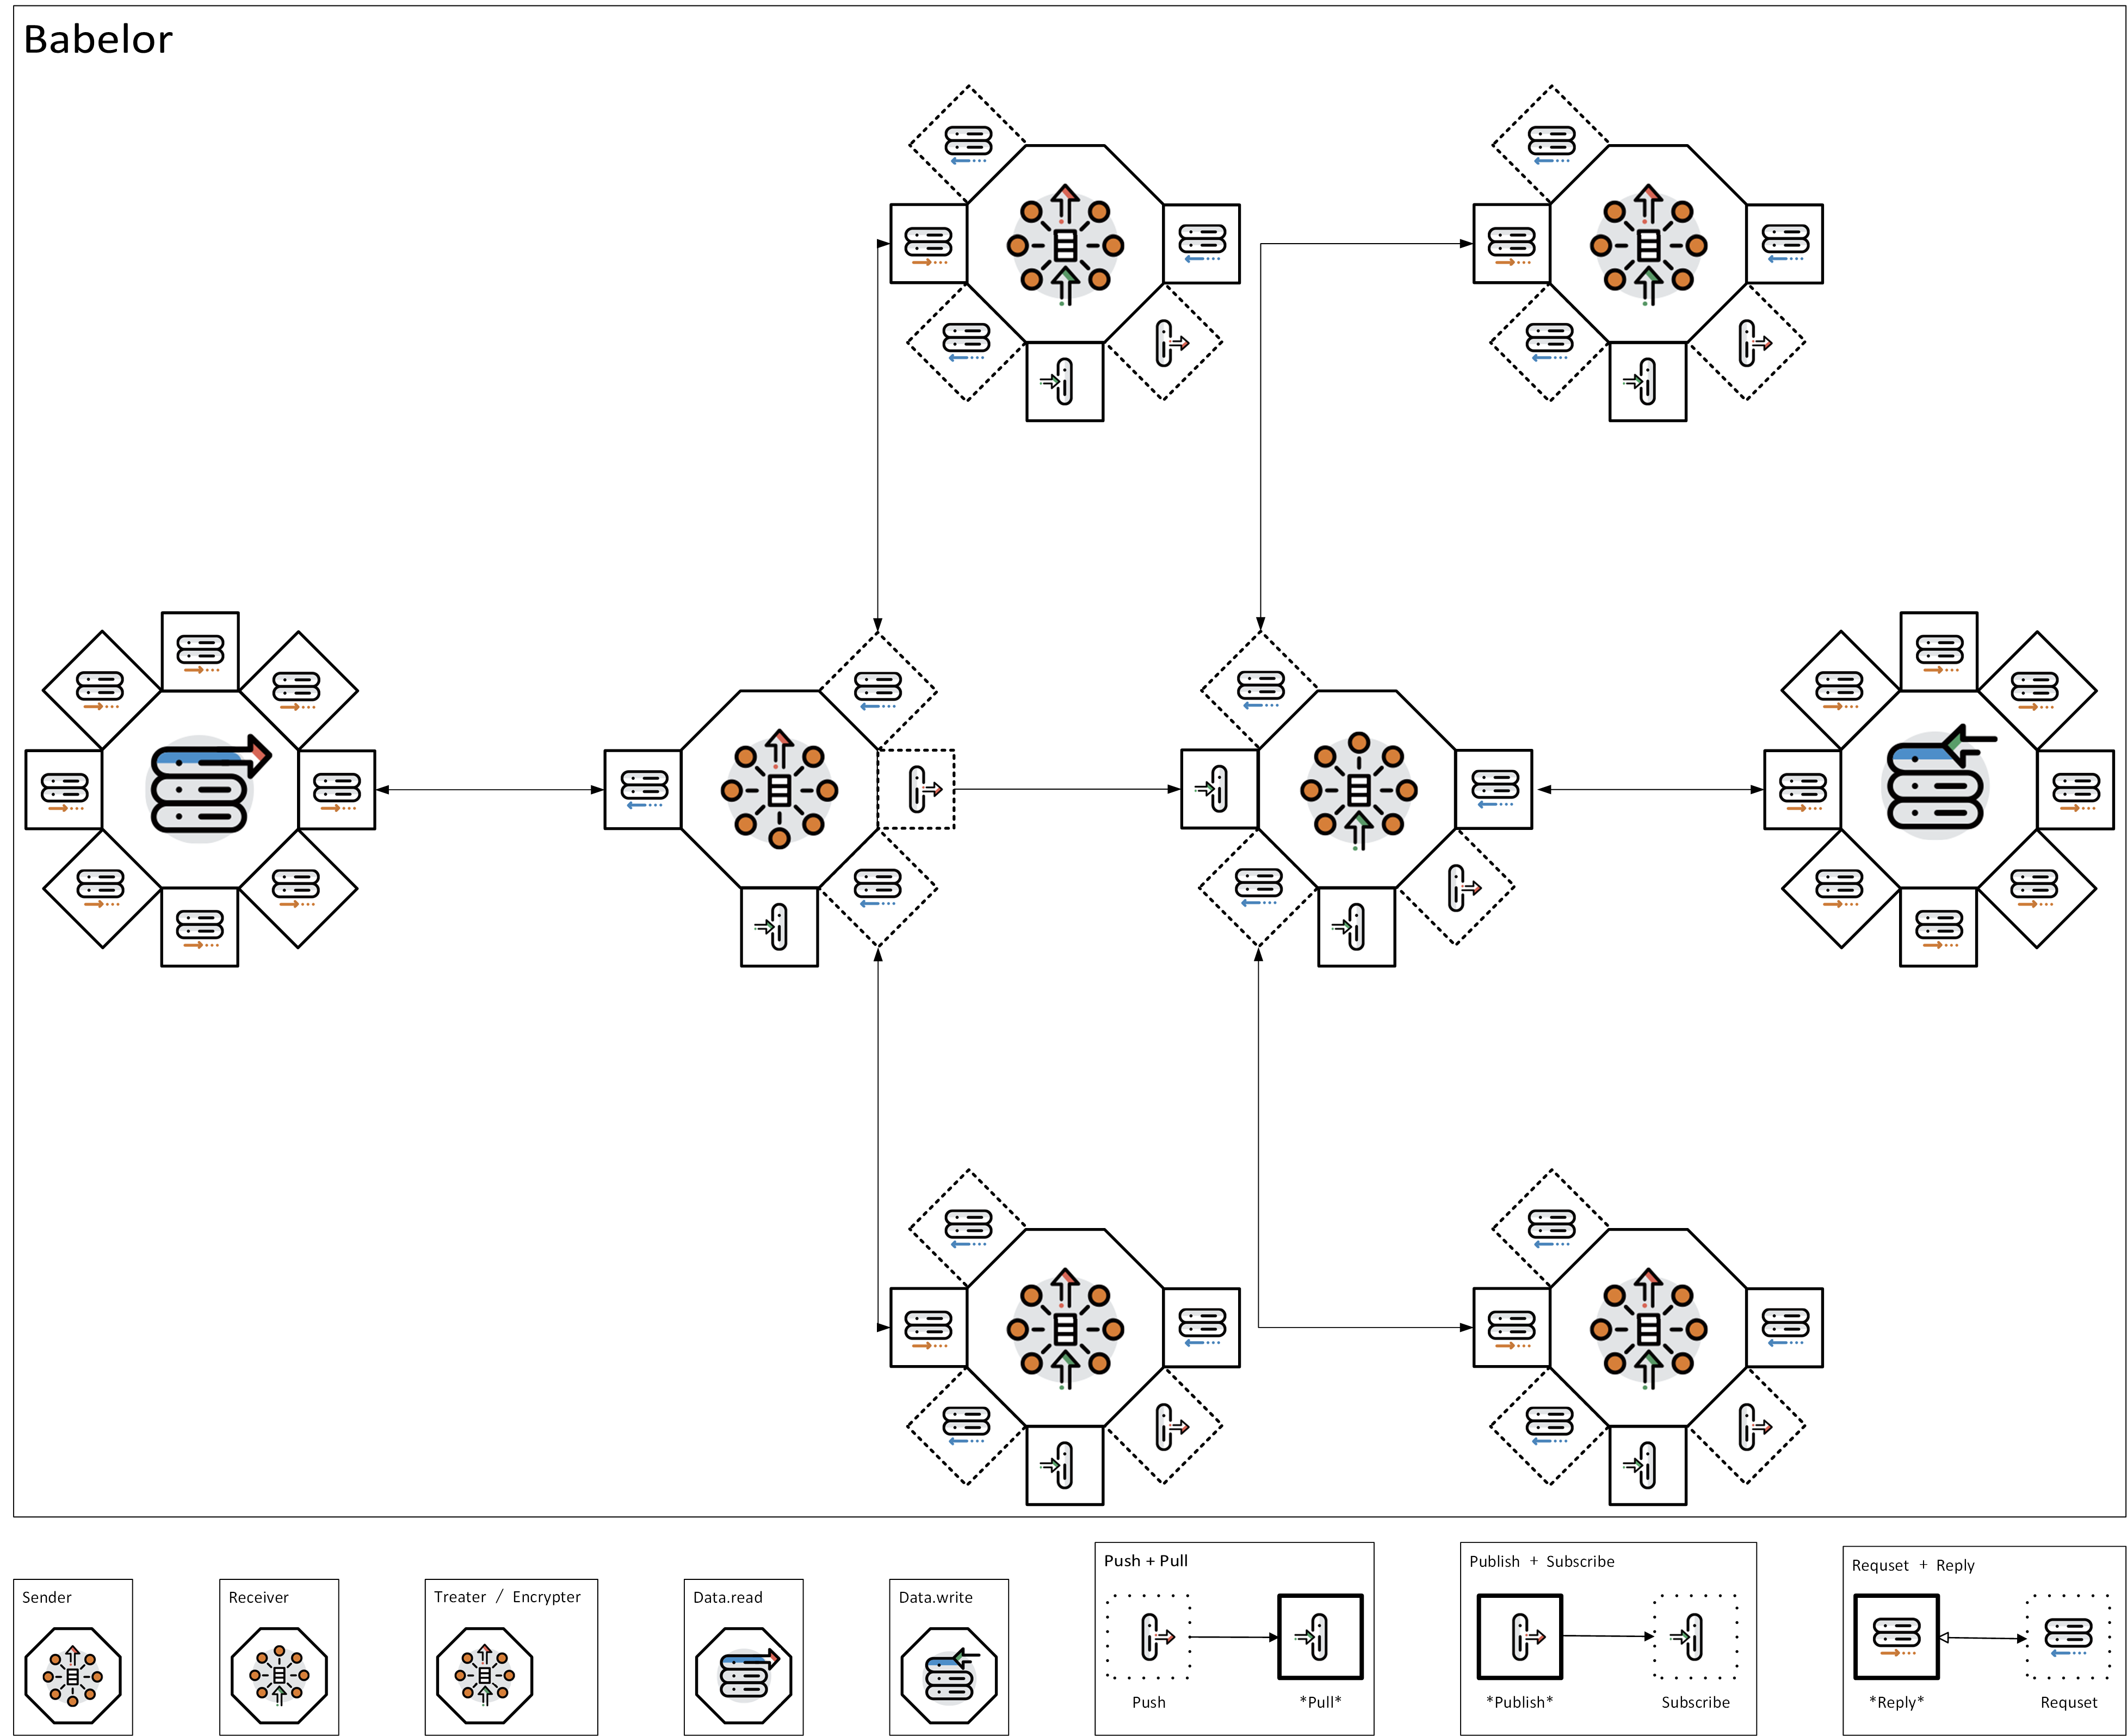 Babelor
Sender
Receiver
Treater / Encrypter
Data.read
Data.write
Push + Pull
Push
*Pull*
Publish + Subscribe
*Publish*
Subscribe
Requset + Reply
*Reply*
Requset